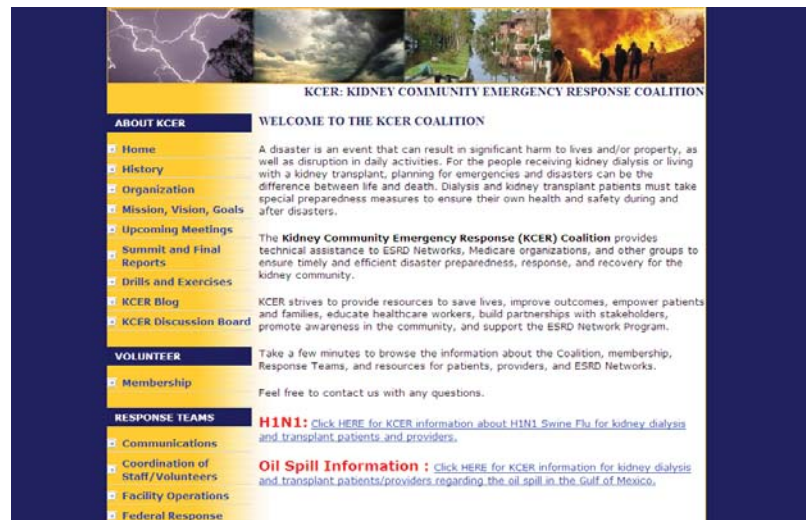 KCER: KIDNEY COMMUNITY EMERGENCY RESPONSE COALITION
ABOUT KCER
Home
History
Organization
Mission, Vision, Goals
Upcoming Meetings
Summit and Final
Reports
Drills and Exercises
KCER Blog
KCER Discussion Board
VOLUNTEER
Membership
RESPONSE TEAMS
Communications
Coordination of
Staff/Volunteers
Facility Operations
Federal Response
WELCOME TO THE KCER COALITION
A disaster is an event that can result in significant harm to lives and/or property, as
well as disruption in daily activities. For the people receiving kidney dialysis or living
with a kidney transplant, planning for emergencies and disasters can be the
difference between life and death. Dialysis and kidney transplant patients must take
special preparedness measures to ensure their own health and safety during and
after disasters.
The Kidney Community Emergency Response (KCER) Coalition provides
technical assistance to ESRD Networks, Medicare organizations, and other groups to
ensure timely and efficient disaster preparedness, response, and recovery for the
kidney community.
KCER strives to provide resources to save lives, improve outcomes, empower patients
and families, educate healthcare workers, build partnerships with stakeholders,
promote awareness in the community, and support the ESRD Network Program.
Take a few minutes to browse the information about the Coalition, membership,
Response Teams, and resources for patients, providers, and ESRD Networks.
Feel free to contact us with any questions.
H1N1: Click HERE for KCER information about H1N1 Swine Flu for kidney dialysis
and transplant patients and providers.
Oil Spill Information : Click HERE for KCER information for kidney dialysis
and transplant patients/providers regarding the oil spill in the Gulf of Mexico.